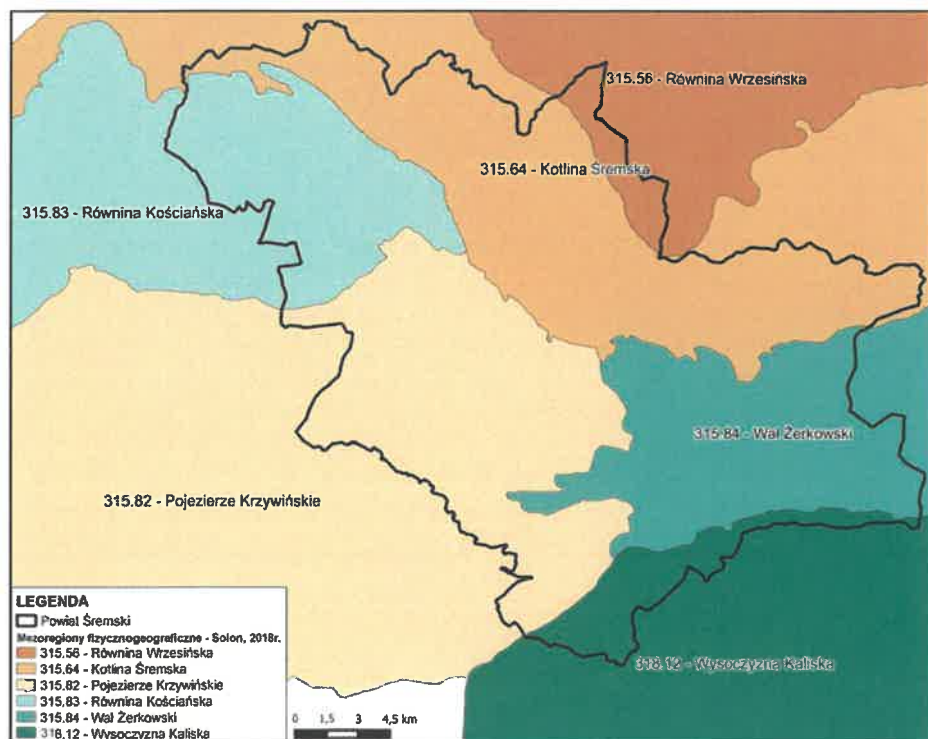 315.56 - Równina Wrzesińska
315.64 - Kotlina Śremska
315.83 - Równina Kościańska
315.84 - Wał Żerkowski
315.82 - Pojezierze Krzywińskie
318.12 - Wysoczyzna Kaliska
LEGENDA
Powiat Śremski
Mezoregiony fizycznogeograficzne - Solon, 2018r.
315.56 - Równina Wrzesińska
315.64 - Kotlina Śremska
315.82 - Pojezierze Krzywińskie
315.83 - Równina Kościańska
315.84 - Wał Żerkowski
318.12 - Wysoczyzna Kaliska
0 1,5 3 4,5 km